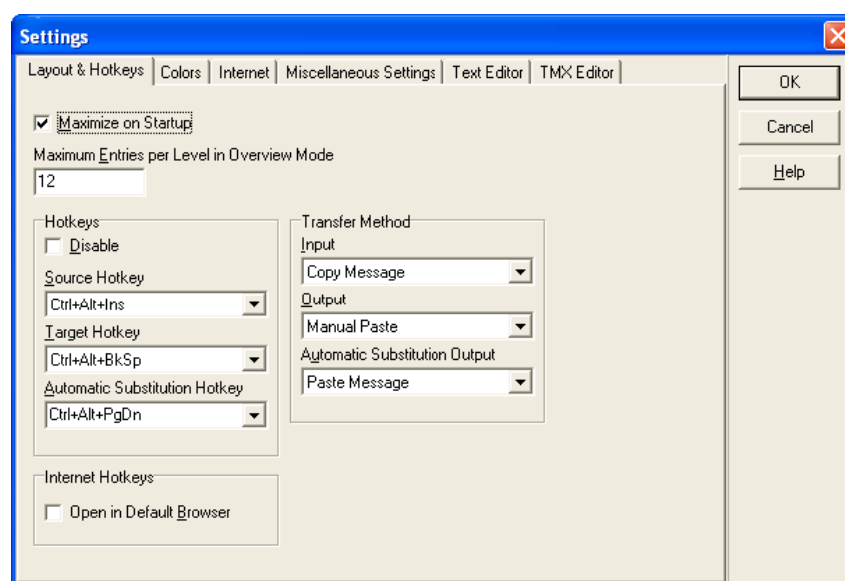 Settings
Layout & Hotkeys Colors Internet Miscellaneous Settings Text Editor TMX Editor
OK
Cancel
Help
Maximize on Startup
Maximum Entries per Level in Overview Mode
12
Hotkeys
Disable
Source Hotkey
Ctrl+Alt+Ins
Target Hotkey
Ctrl+Alt+BkSp
Automatic Substitution Hotkey
Ctrl+Alt+PgDn
Transfer Method
Input
Copy Message
Output
Manual Paste
Automatic Substitution Output
Paste Message
Internet Hotkeys
Open in Default Browser